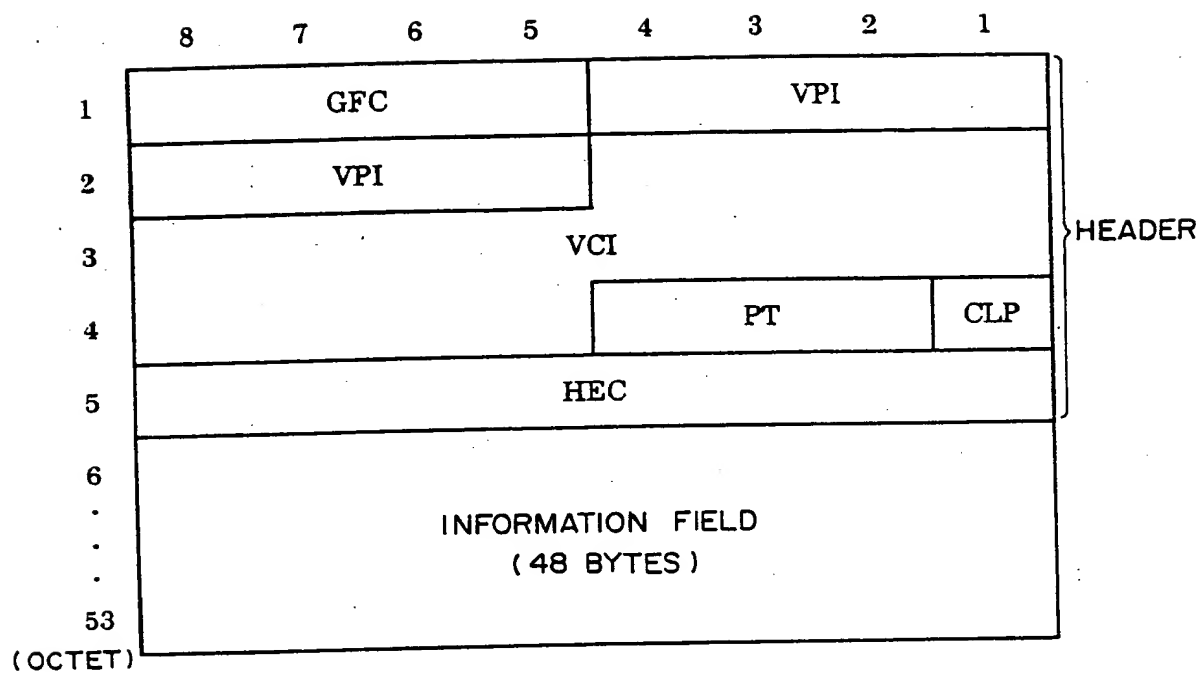 8 7 6 5 4 3 2 1
1 GFC VPI
2 VPI
3 VCI HEADER
4 PT CLP
5 HEC
6
INFORMATION FIELD
(48 BYTES)
53
(OCTET)